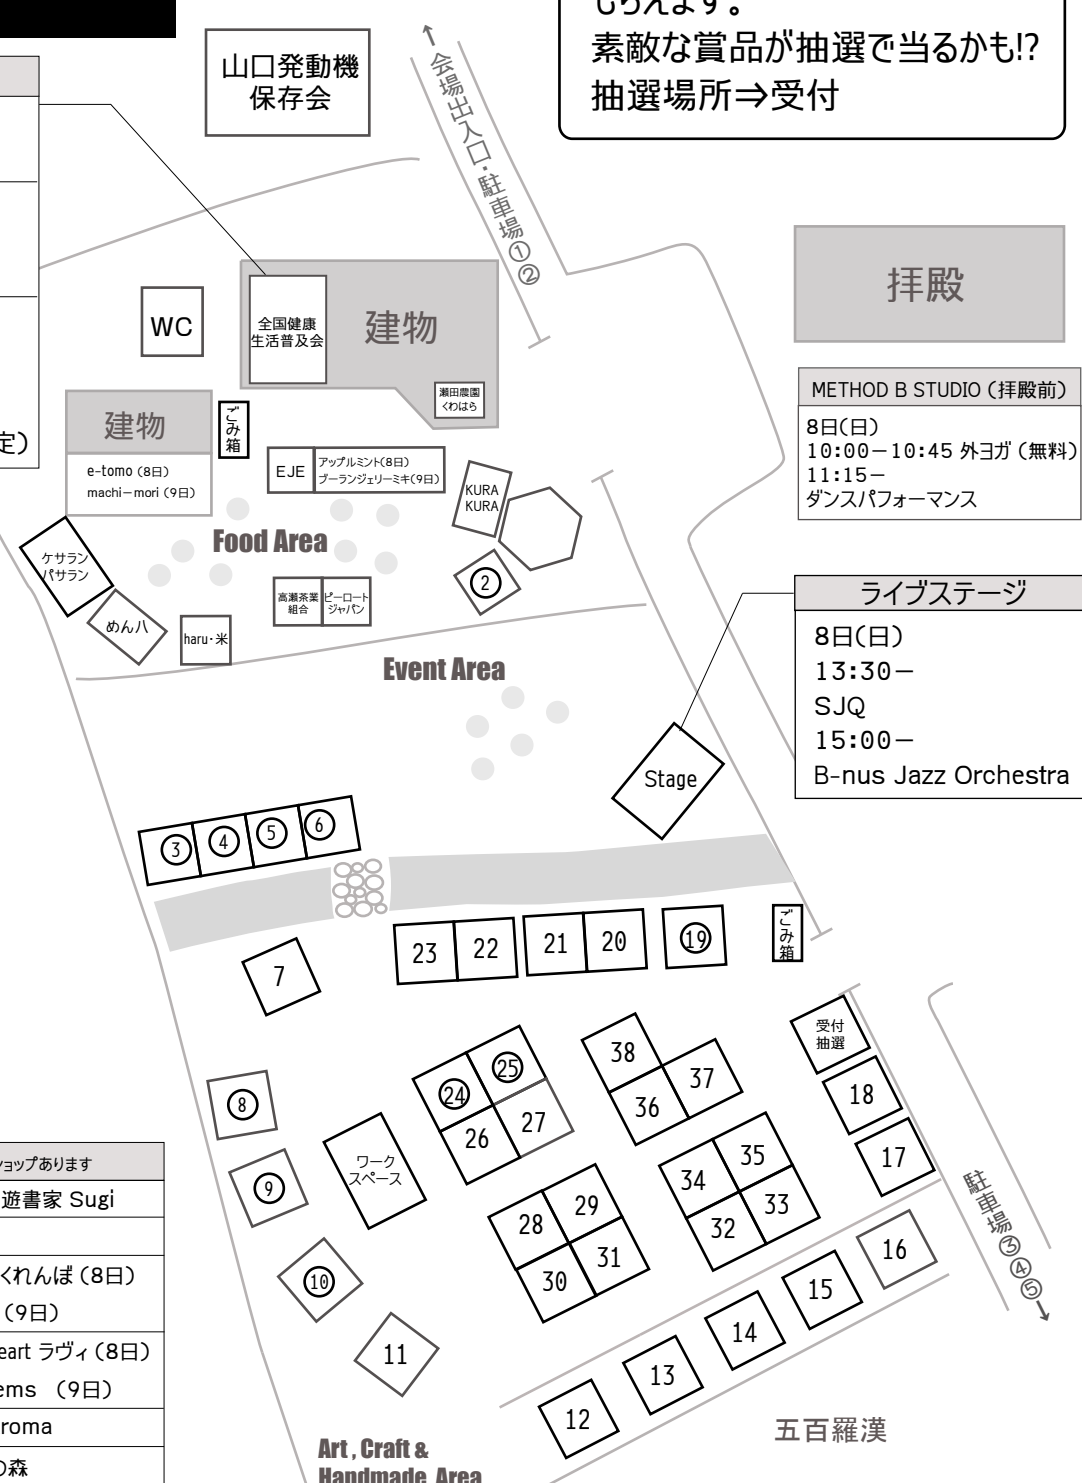 もらえます。
素敵な賞品が抽選で当るかも!?
抽選場所⇒受付
山口発動機
保存会
↑会場出入口・駐車場①②
拝殿
WC
全国健康
生活普及会
建物
瀬田農園
くわはら
建物
ごみ箱
定)
e-tomo（8日）
machi－mori（9日）
EJE
アップルミント(8日)
ブーランジェリーミキ(9日)
KURA
KURA
METHOD B STUDIO（拝殿前）
8日(日)
10:00－10:45 外ヨガ（無料）
11:15－
ダンスパフォーマンス
Food Area
ケサラン
パサラン
めん八
haru・米
高瀬茶業
組合
ピーロート
ジャパン
②
Event Area
ライブステージ
8日(日)
13:30－
SJQ
15:00－
B-nus Jazz Orchestra
Stage
③
④
⑤
⑥
7
23
22
21
20
⑲
ごみ箱
受付
抽選
18
17
38
37
36
㉕
㉔
27
26
⑧
⑨
ワーク
スペース
35
34
33
32
29
28
31
30
⑩
11
16
15
14
13
12
駐車場③④⑤→
五百羅漢
Art , Craft &
Handmade Area
ショップあります
遊書家 Sugi
くれんぼ（8日）
（9日）
eart ラヴィ（8日）
ems （9日）
roma
の森